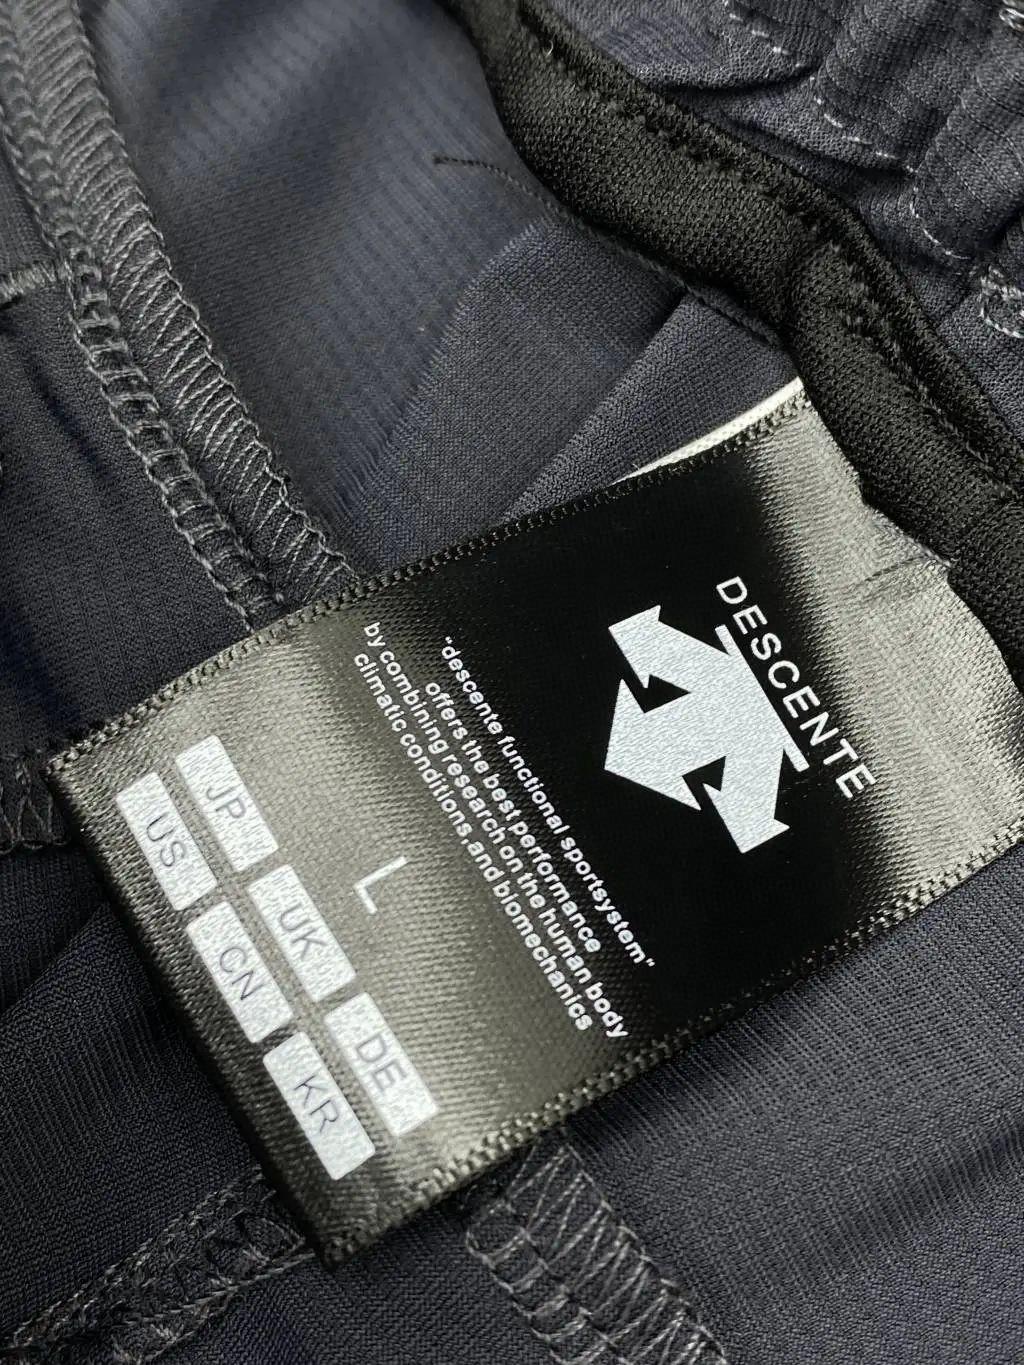 DESCENTE
"descente functional sportsystem"
offers the best performance
by combining research on the human body
climatic conditions,and biomechanics
L
JP UK DE
US CN KR